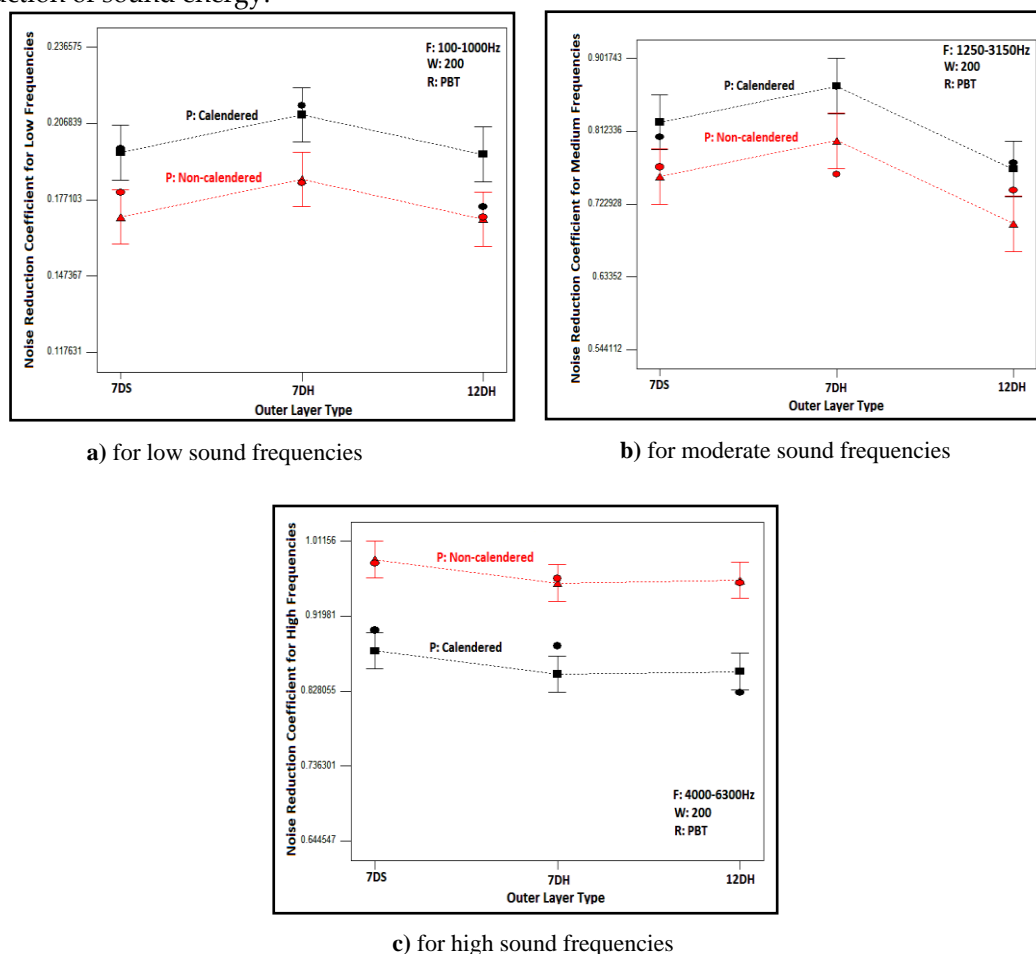 uction of sound energy.
Noise Reduction Coefficient for Low Frequencies
0.236575
0.206839
0.177103
0.147367
0.117631
F: 100-1000Hz
W: 200
R: PBT
P: Calendered
P: Non-calendered
7DS
7DH
12DH
Outer Layer Type
a) for low sound frequencies
Noise Reduction Coefficient for Medium Frequencies
0.901743
0.812336
0.722928
0.63352
0.544112
F: 1250-3150Hz
W: 200
R: PBT
P: Calendered
P: Non-calendered
7DS
7DH
12DH
Outer Layer Type
b) for moderate sound frequencies
Noise Reduction Coefficient for High Frequencies
1.01156
0.91981
0.828055
0.736301
0.644547
P: Non-calendered
P: Calendered
F: 4000-6300Hz
W: 200
R: PBT
7DS
7DH
12DH
Outer Layer Type
c) for high sound frequencies